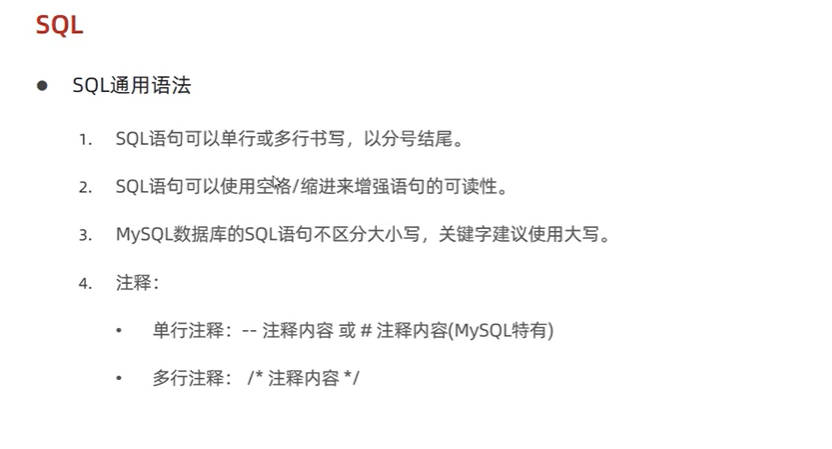 SQL
● SQL通用语法
1. SQL语句可以单行或多行书写，以分号结尾。
2. SQL语句可以使用空格/缩进来增强语句的可读性。
3. MySQL数据库的SQL语句不区分大小写，关键字建议使用大写。
4. 注释：
• 单行注释：-- 注释内容 或 # 注释内容(MySQL特有)
• 多行注释： /* 注释内容 */